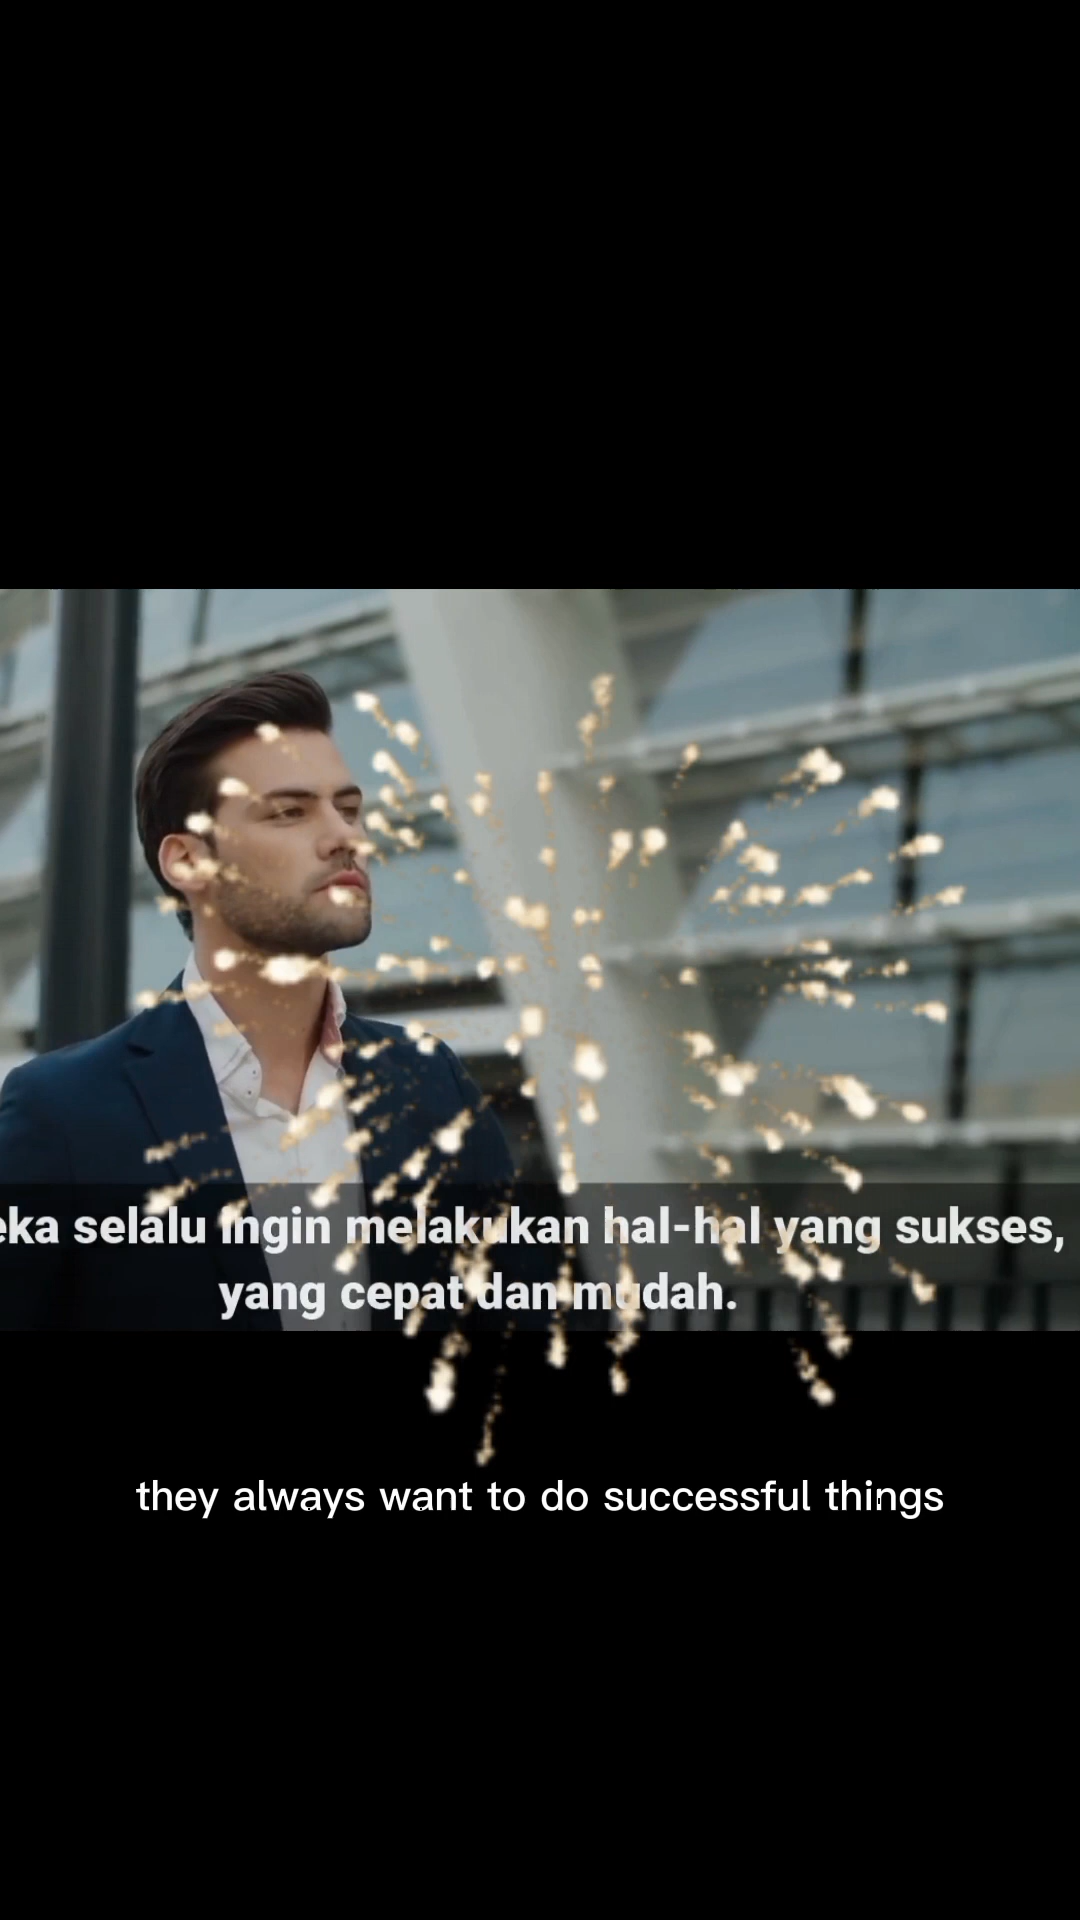 eka selalu ingin melakukan hal-hal yang sukses,
yang cepat dan mudah.
they always want to do successful things